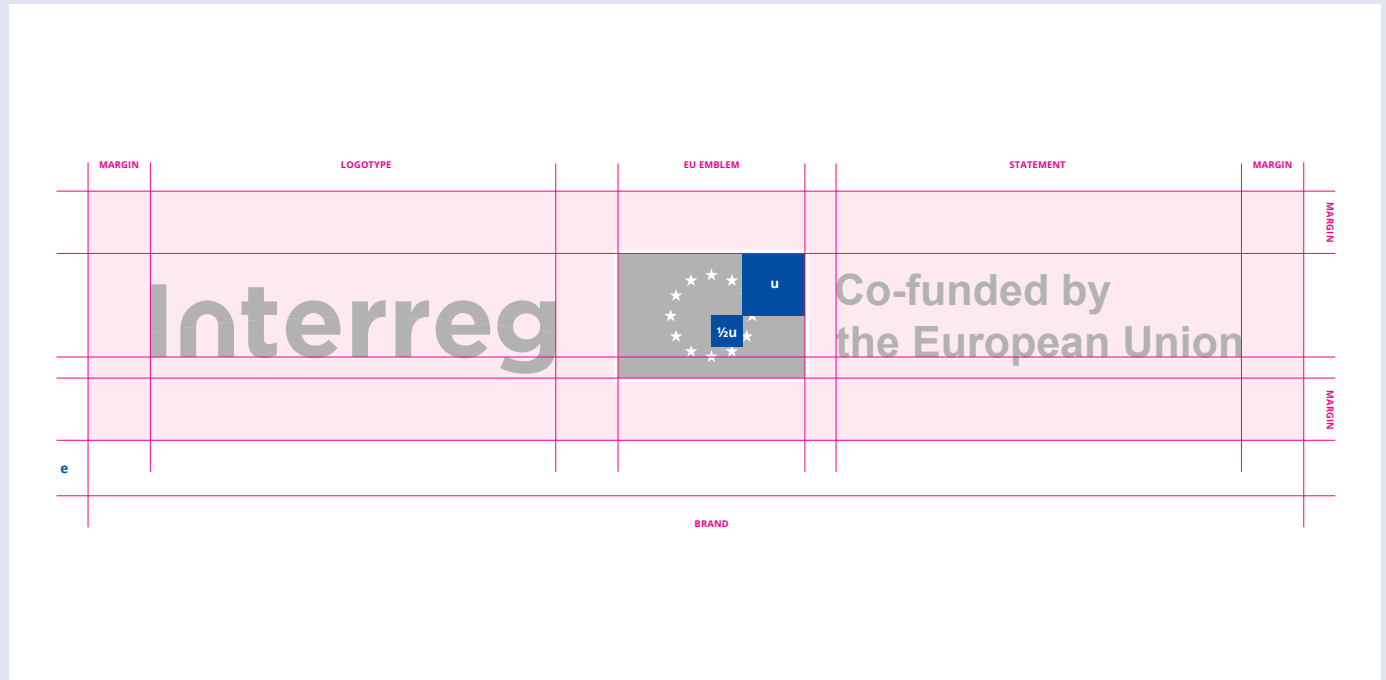 MARGIN LOGOTYPE EU EMBLEM STATEMENT MARGIN
MARGIN
Interreg
u
½u
Co-funded by
the European Union
MARGIN
e
BRAND